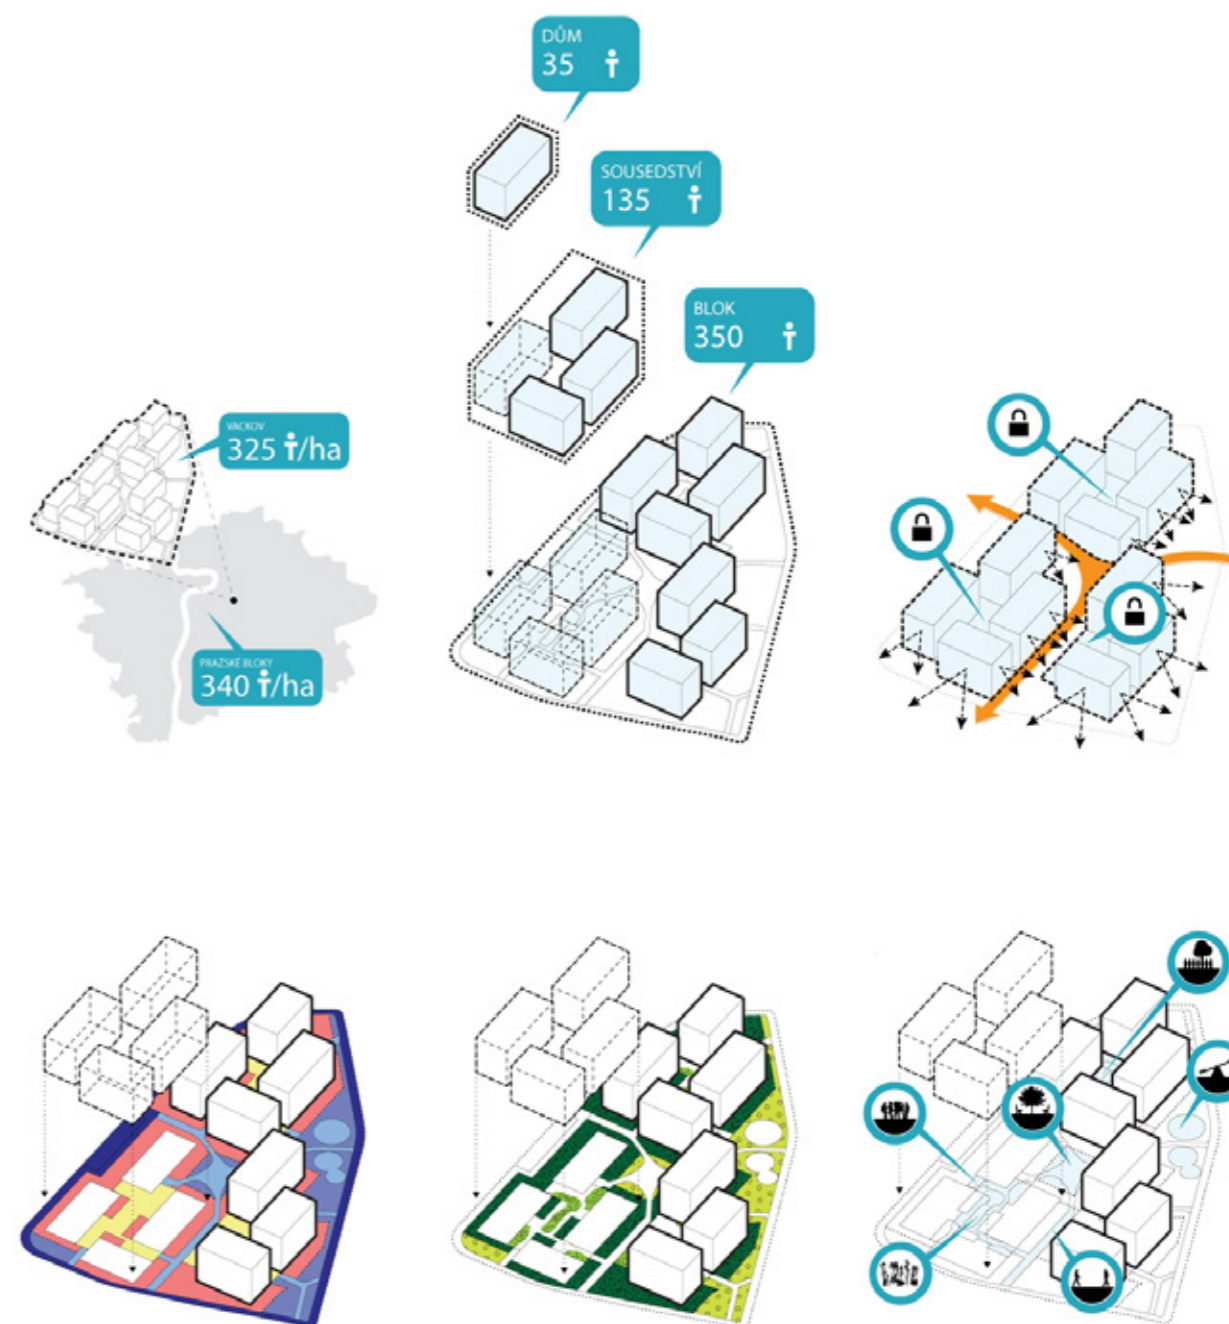 DŮM
35
SOUSEDSTVÍ
135
BLOK
350
VACKOV
325 /ha
PRAŽSKÉ BLOKY
340 /ha